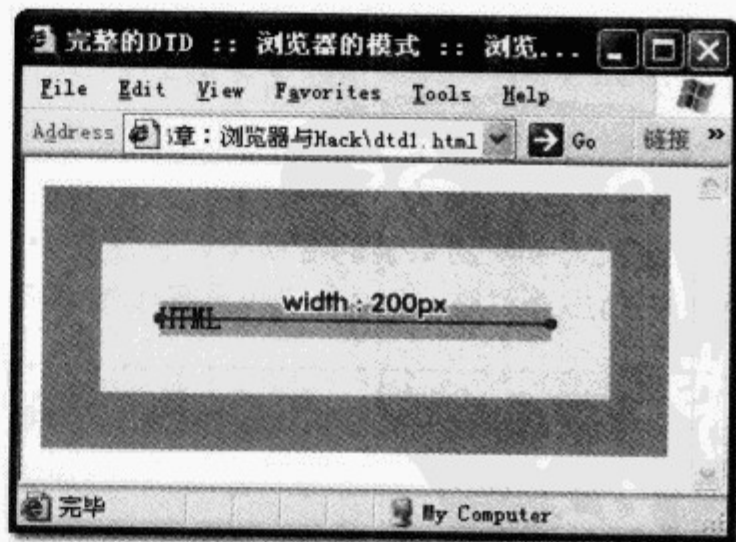 完整的DTD :: 浏览器的模式 :: 浏览...
File Edit View Favorites Tools Help
Address 章：浏览器与Hack\dtd1.html Go 链接 »
width : 200px
HTML
完毕 My Computer